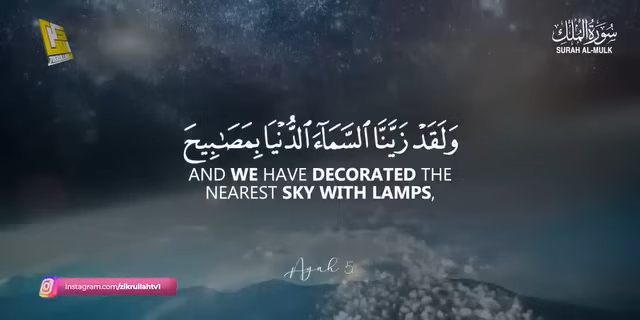 سُورَةُ الْمُلْكِ
SURAH AL-MULK
وَلَقَدْ زَيَّنَّا ٱلسَّمَآءَ ٱلدُّنْيَا بِمَصَـٰبِيحَ
AND WE HAVE DECORATED THE
NEAREST SKY WITH LAMPS,
Ayah 5
instagram.com/zikrullahtv1